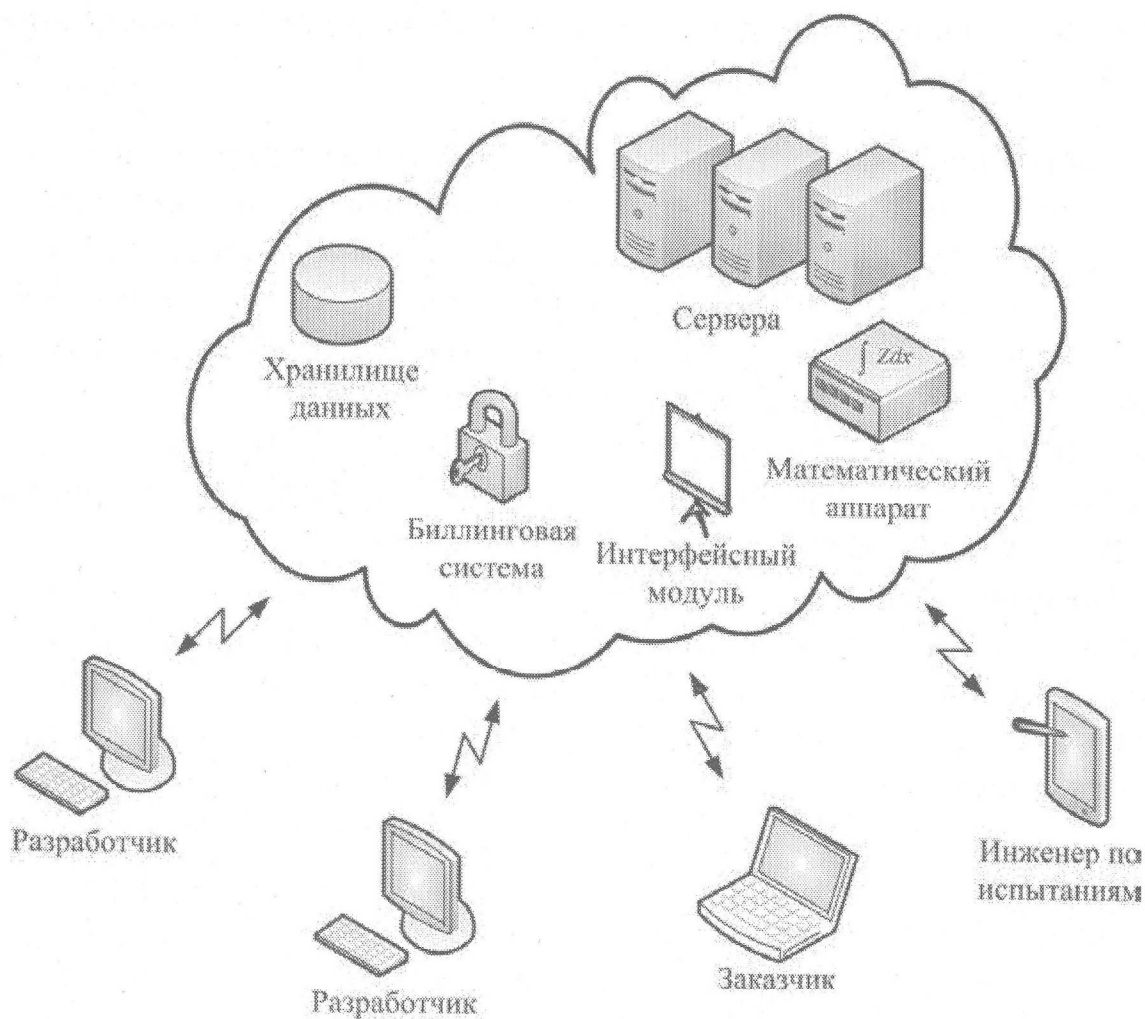 Сервера
∫ Zdx
Хранилище
данных
Математический
аппарат
Биллинговая
система
Интерфейсный
модуль
Разработчик
Инженер по
испытаниям
Заказчик
Разработчик